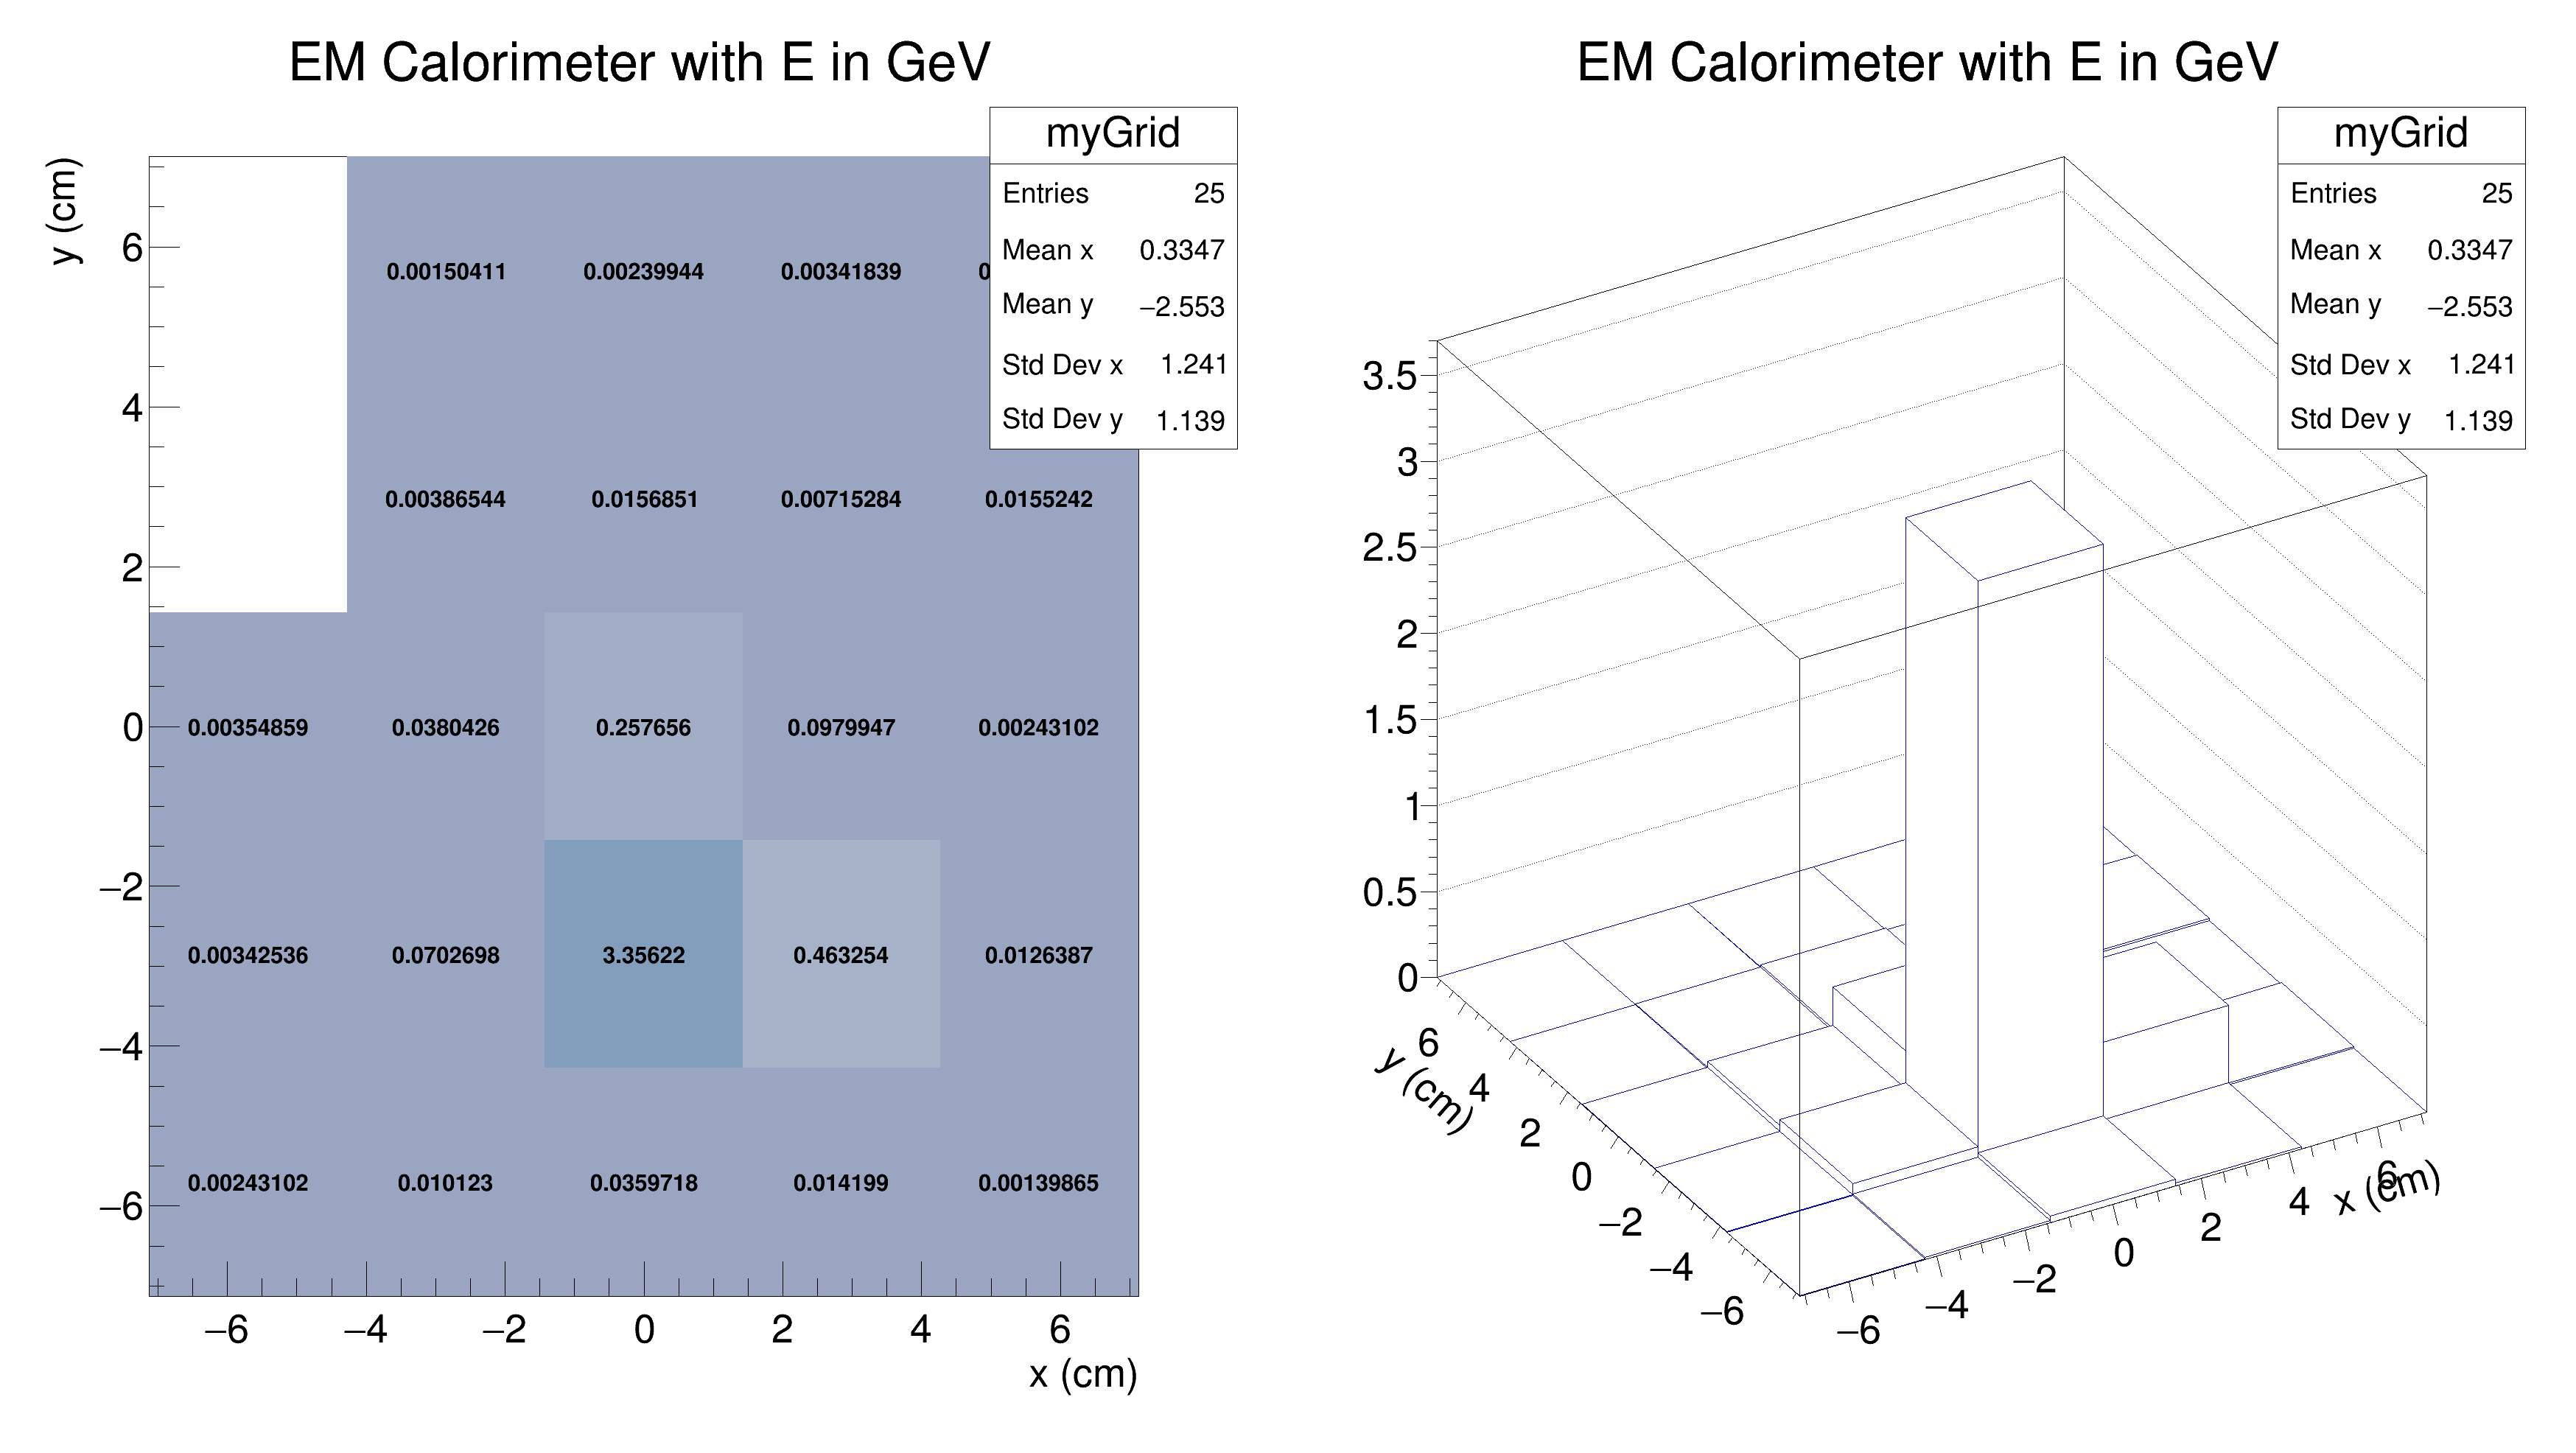 EM Calorimeter with E in GeV
myGrid
Entries 25
Mean x 0.3347
Mean y −2.553
Std Dev x 1.241
Std Dev y 1.139
y (cm)
6
4
2
0
−2
−4
−6
0.00150411 0.00239944 0.00341839
0.00386544 0.0156851 0.00715284 0.0155242
0.00354859 0.0380426 0.257656 0.0979947 0.00243102
0.00342536 0.0702698 3.35622 0.463254 0.0126387
0.00243102 0.010123 0.0359718 0.014199 0.00139865
−6 −4 −2 0 2 4 6
x (cm)
EM Calorimeter with E in GeV
myGrid
Entries 25
Mean x 0.3347
Mean y −2.553
Std Dev x 1.241
Std Dev y 1.139
3.5
3
2.5
2
1.5
1
0.5
0
6
4
2
0
−2
−4
−6
y (cm)
−6
−4
−2
0
2
4
6
x (cm)